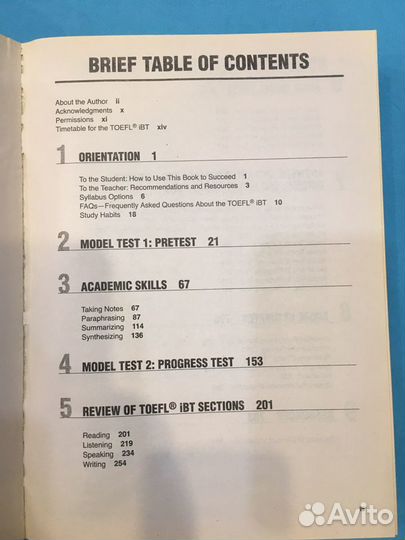 BRIEF TABLE OF CONTENTS
About the Author ii
Acknowledgments x
Permissions xi
Timetable for the TOEFL® iBT xiv
1 ORIENTATION 1
To the Student: How to Use This Book to Succeed 1
To the Teacher: Recommendations and Resources 3
Syllabus Options 6
FAQs—Frequently Asked Questions About the TOEFL® iBT 10
Study Habits 18
2 MODEL TEST 1: PRETEST 21
3 ACADEMIC SKILLS 67
Taking Notes 67
Paraphrasing 87
Summarizing 114
Synthesizing 136
4 MODEL TEST 2: PROGRESS TEST 153
5 REVIEW OF TOEFL® iBT SECTIONS 201
Reading 201
Listening 219
Speaking 234
Writing 254
Avito